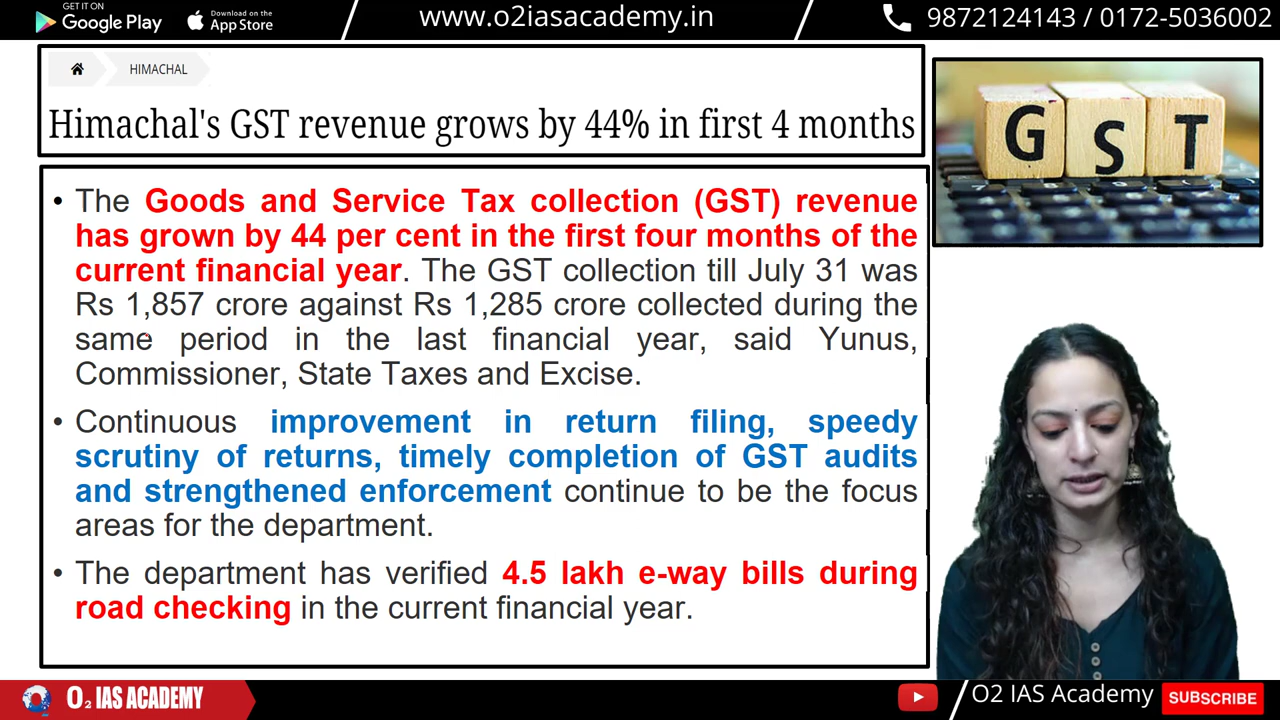 GET IT ON
Google Play
Download on the
App Store
www.o2iasacademy.in
9872124143 / 0172-5036002
HIMACHAL
Himachal's GST revenue grows by 44% in first 4 months
GST
• The Goods and Service Tax collection (GST) revenue
has grown by 44 per cent in the first four months of the
current financial year. The GST collection till July 31 was
Rs 1,857 crore against Rs 1,285 crore collected during the
same period in the last financial year, said Yunus,
Commissioner, State Taxes and Excise.
• Continuous improvement in return filing, speedy
scrutiny of returns, timely completion of GST audits
and strengthened enforcement continue to be the focus
areas for the department.
• The department has verified 4.5 lakh e-way bills during
road checking in the current financial year.
O2 IAS ACADEMY
O2 IAS Academy
SUBSCRIBE